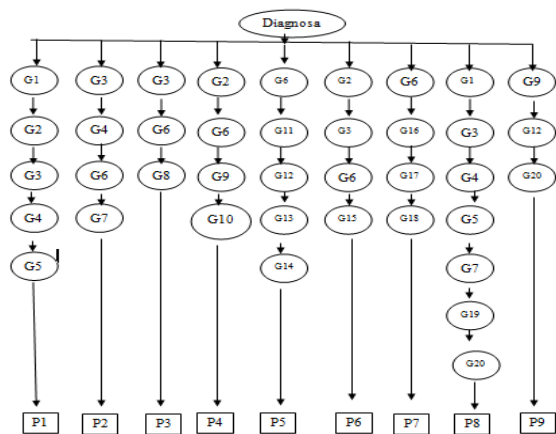 Diagnosa
G1 G3 G3 G2 G6 G2 G6 G1 G9
G2 G4 G6 G6 G11 G3 G16 G3 G12
G3 G6 G8 G9 G12 G6 G17 G4 G20
G4 G7 G10 G13 G15 G18 G5
G5 G14 G7
G19
G20
P1 P2 P3 P4 P5 P6 P7 P8 P9